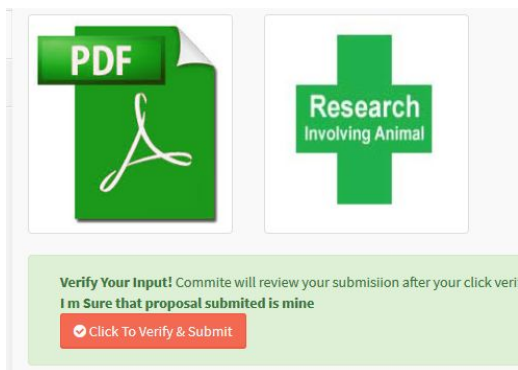 PDF
Research
Involving Animal
Verify Your Input! Commite will review your submisiion after your click veri
I m Sure that proposal submited is mine
Click To Verify & Submit